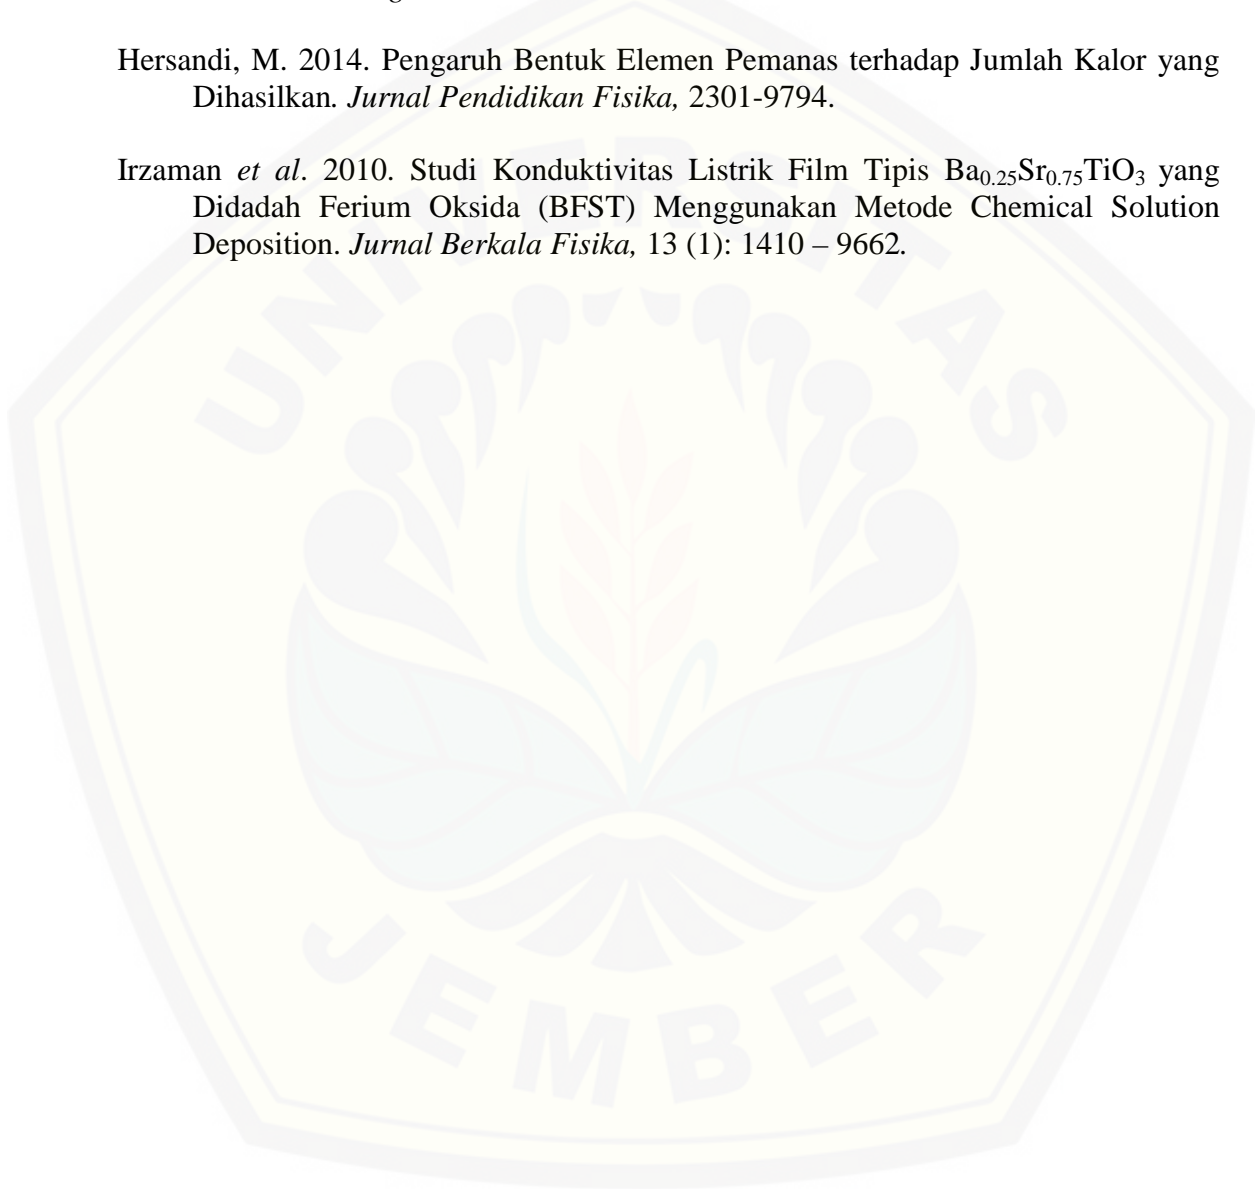 Hersandi, M. 2014. Pengaruh Bentuk Elemen Pemanas terhadap Jumlah Kalor yang
Dihasilkan. Jurnal Pendidikan Fisika, 2301-9794.
Irzaman et al. 2010. Studi Konduktivitas Listrik Film Tipis Ba0.25Sr0.75TiO3 yang
Didadah Ferium Oksida (BFST) Menggunakan Metode Chemical Solution
Deposition. Jurnal Berkala Fisika, 13 (1): 1410 – 9662.
UNIVERSITAS
JEMBER